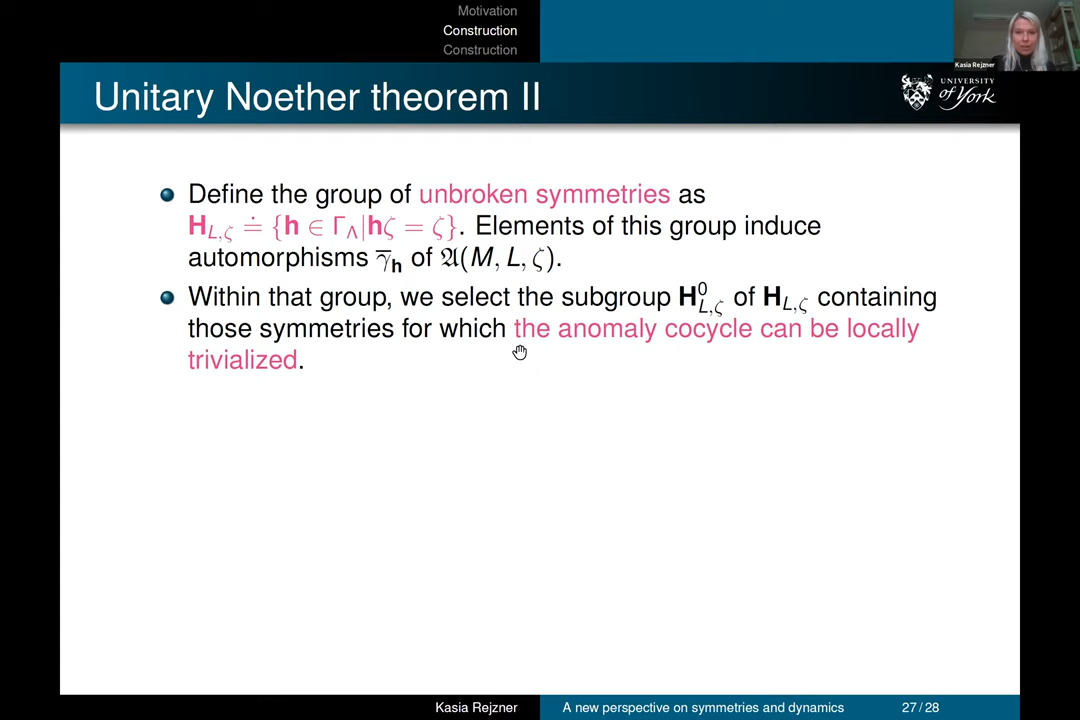 Motivation
Construction
Construction
Kasia Rejzner
Unitary Noether theorem II
UNIVERSITY
of York
Define the group of unbroken symmetries as
H_{L,ζ} ≐ {h ∈ Γ_Λ|hζ = ζ}. Elements of this group induce
automorphisms γ̅_h of 𝔄(M, L, ζ).
Within that group, we select the subgroup H⁰_{L,ζ} of H_{L,ζ} containing
those symmetries for which the anomaly cocycle can be locally
trivialized.
Kasia Rejzner
A new perspective on symmetries and dynamics
27 / 28